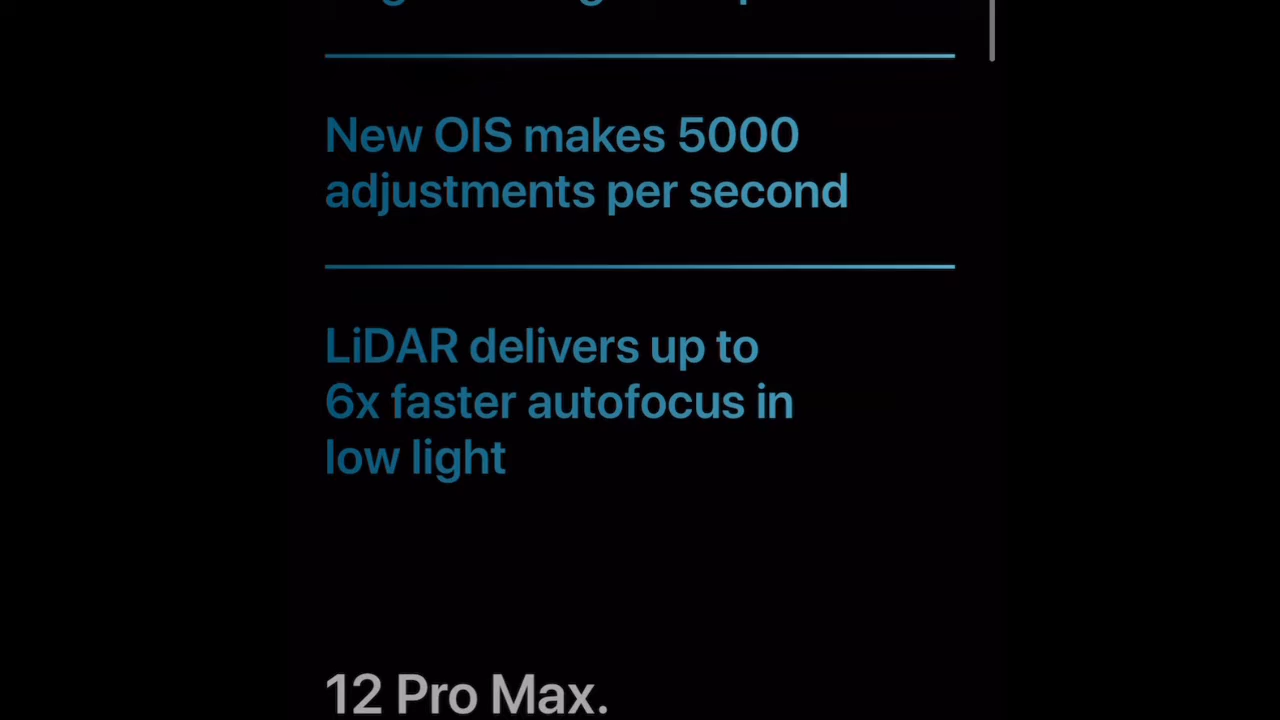 New OIS makes 5000
adjustments per second
LiDAR delivers up to
6x faster autofocus in
low light
12 Pro Max.